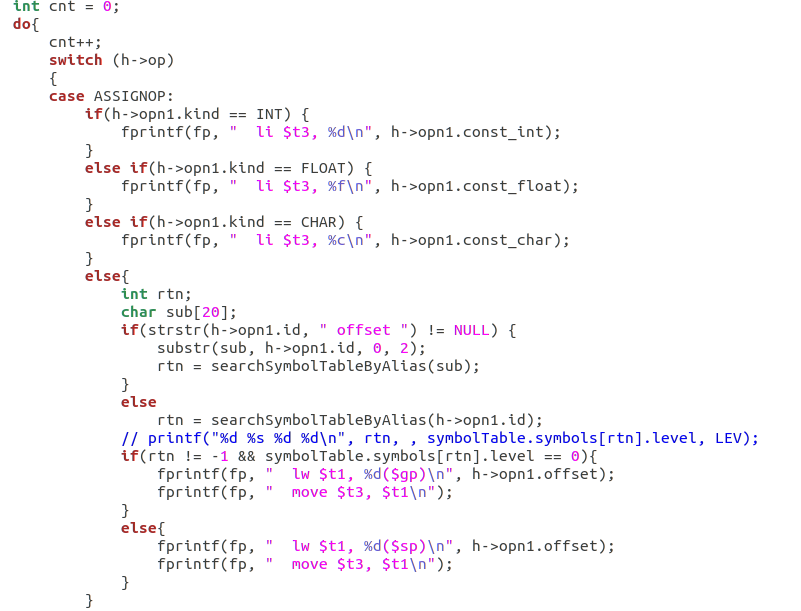 int cnt = 0;
do{
    cnt++;
    switch (h->op)
    {
    case ASSIGNOP:
        if(h->opn1.kind == INT) {
            fprintf(fp, "  li $t3, %d\n", h->opn1.const_int);
        }
        else if(h->opn1.kind == FLOAT) {
            fprintf(fp, "  li $t3, %f\n", h->opn1.const_float);
        }
        else if(h->opn1.kind == CHAR) {
            fprintf(fp, "  li $t3, %c\n", h->opn1.const_char);
        }
        else{
            int rtn;
            char sub[20];
            if(strstr(h->opn1.id, " offset ") != NULL) {
                substr(sub, h->opn1.id, 0, 2);
                rtn = searchSymbolTableByAlias(sub);
            }
            else
                rtn = searchSymbolTableByAlias(h->opn1.id);
            // printf("%d %s %d %d\n", rtn, , symbolTable.symbols[rtn].level, LEV);
            if(rtn != -1 && symbolTable.symbols[rtn].level == 0){
                fprintf(fp, "  lw $t1, %d($gp)\n", h->opn1.offset);
                fprintf(fp, "  move $t3, $t1\n");
            }
            else{
                fprintf(fp, "  lw $t1, %d($sp)\n", h->opn1.offset);
                fprintf(fp, "  move $t3, $t1\n");
            }
        }